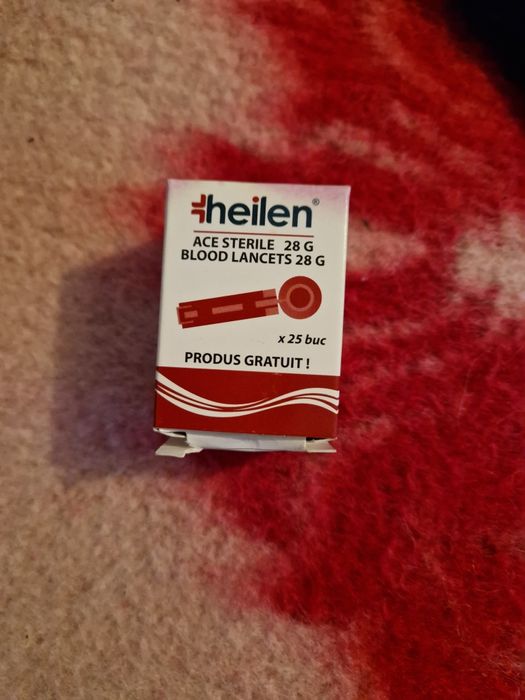 heilen®
ACE STERILE 28 G
BLOOD LANCETS 28 G
x 25 buc
PRODUS GRATUIT !